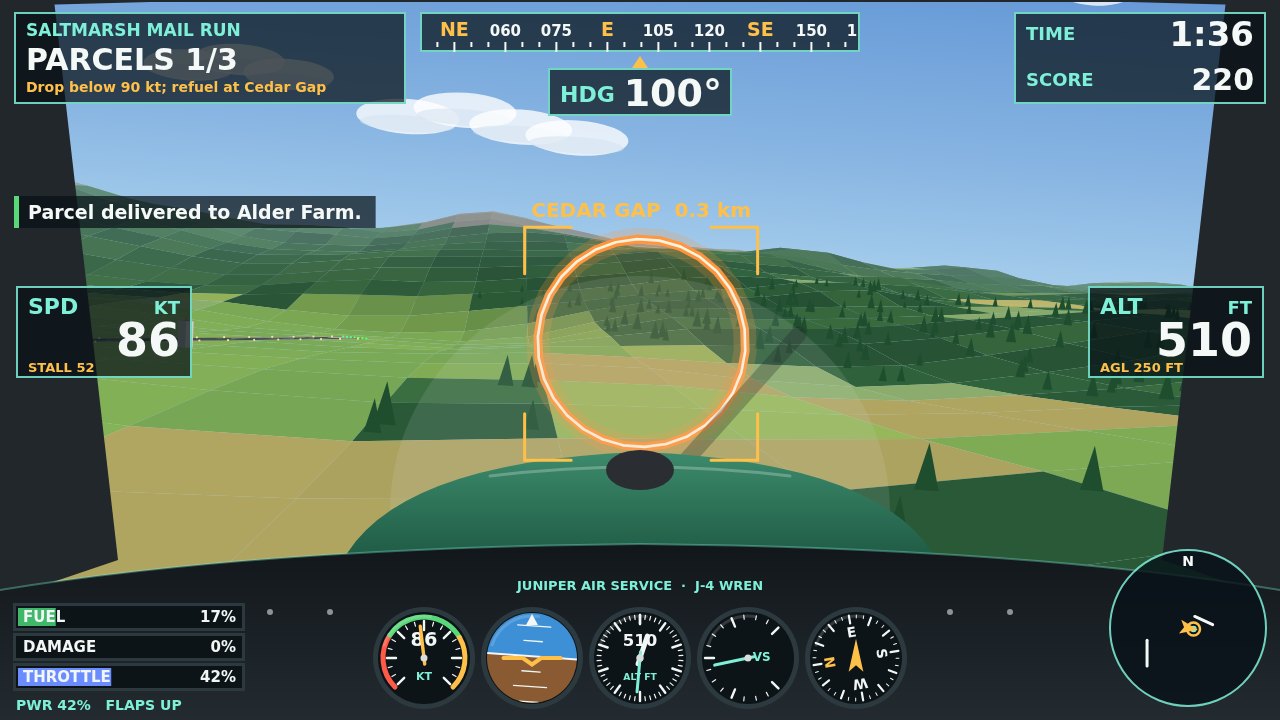 SALTMARSH MAIL RUN
PARCELS 1/3
Drop below 90 kt; refuel at Cedar Gap
NE 060 075 E 105 120 SE 150 1
HDG 100°
TIME 1:36
SCORE 220
Parcel delivered to Alder Farm.
CEDAR GAP 0.3 km
SPD KT
86
STALL 52
ALT FT
510
AGL 250 FT
JUNIPER AIR SERVICE · J-4 WREN
FUEL 17%
DAMAGE 0%
THROTTLE 42%
PWR 42% FLAPS UP
86
KT
510
ALT FT
VS
E
N S
W
N